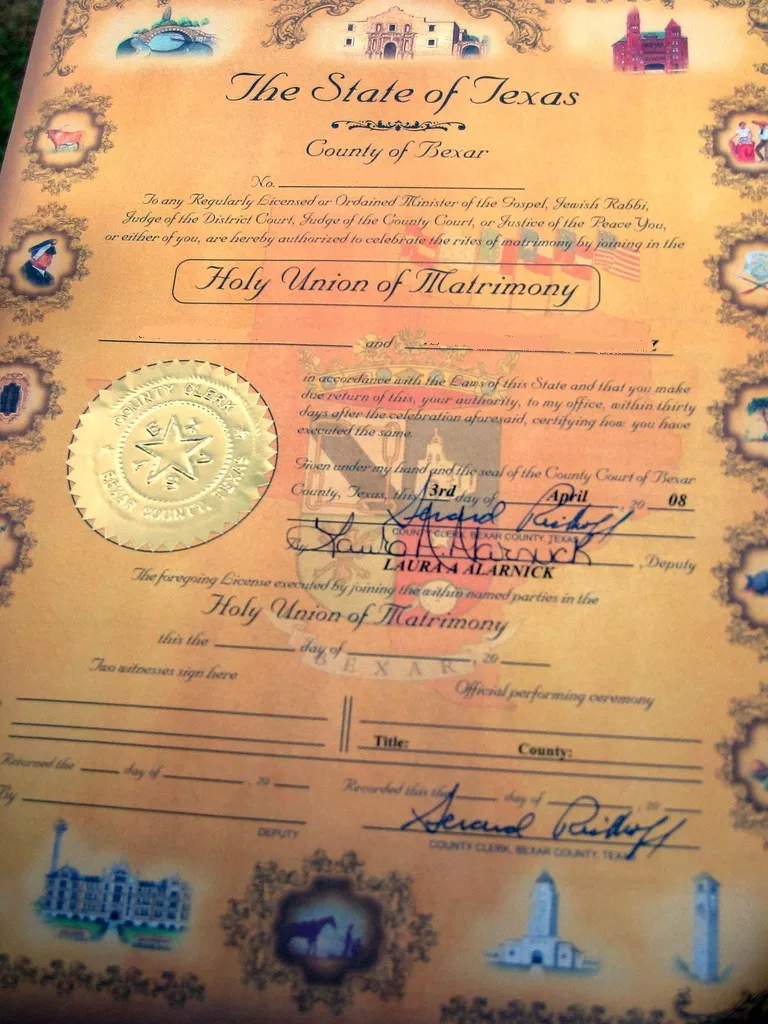 The State of Texas
County of Bexar
No.
To any Regularly Licensed or Ordained Minister of the Gospel, Jewish Rabbi,
Judge of the District Court, Judge of the County Court, or Justice of the Peace You,
or either of you, are hereby authorized to celebrate the rites of matrimony by joining in the
Holy Union of Matrimony
and
COUNTY CLERK
TEXAS
BEXAR COUNTY, TEXAS
in accordance with the Laws of this State and that you make
due return of this, your authority, to my office, within thirty
days after the celebration aforesaid, certifying how you have
executed the same.
Given under my hand and the seal of the County Court of Bexar
County, Texas, this 3rd day of April, 20 08
Gerard Rickhoff
COUNTY CLERK, BEXAR COUNTY, TEXAS
By Laura A Alarnick, Deputy
LAURA A ALARNICK
The foregoing License executed by joining the within named parties in the
Holy Union of Matrimony
this the day of , 20
BEXAR
Two witnesses sign here
Official performing ceremony
Title: County:
Returned the day of , 20
Recorded this the day of , 20
By
DEPUTY
Gerard Rickhoff
COUNTY CLERK, BEXAR COUNTY, TEXAS